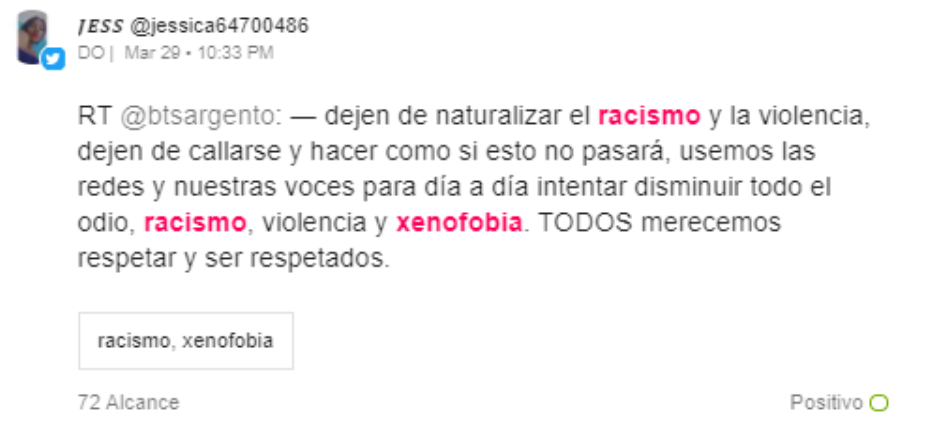 JESS @jessica64700486
DO | Mar 29 • 10:33 PM
RT @btsargento: — dejen de naturalizar el racismo y la violencia,
dejen de callarse y hacer como si esto no pasará, usemos las
redes y nuestras voces para día a día intentar disminuir todo el
odio, racismo, violencia y xenofobia. TODOS merecemos
respetar y ser respetados.
racismo, xenofobia
72 Alcance
Positivo